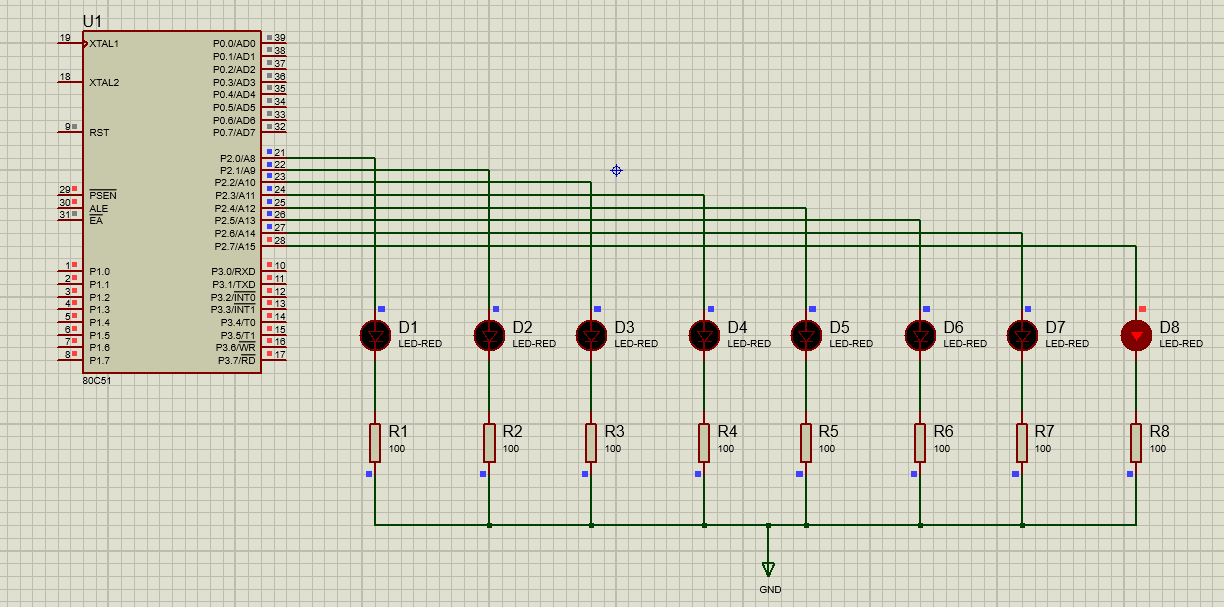 U1
19 XTAL1 P0.0/AD0 39
P0.1/AD1 38
P0.2/AD2 37
18 XTAL2 P0.3/AD3 36
P0.4/AD4 35
P0.5/AD5 34
P0.6/AD6 33
9 RST P0.7/AD7 32
P2.0/A8 21
P2.1/A9 22
P2.2/A10 23
29 PSEN P2.3/A11 24
30 ALE P2.4/A12 25
31 EA P2.5/A13 26
P2.6/A14 27
P2.7/A15 28
1 P1.0 P3.0/RXD 10
2 P1.1 P3.1/TXD 11
3 P1.2 P3.2/INT0 12
4 P1.3 P3.3/INT1 13
5 P1.4 P3.4/T0 14
6 P1.5 P3.5/T1 15
7 P1.6 P3.6/WR 16
8 P1.7 P3.7/RD 17
80C51
D1 D2 D3 D4 D5 D6 D7 D8
LED-RED LED-RED LED-RED LED-RED LED-RED LED-RED LED-RED LED-RED
R1 R2 R3 R4 R5 R6 R7 R8
100 100 100 100 100 100 100 100
GND